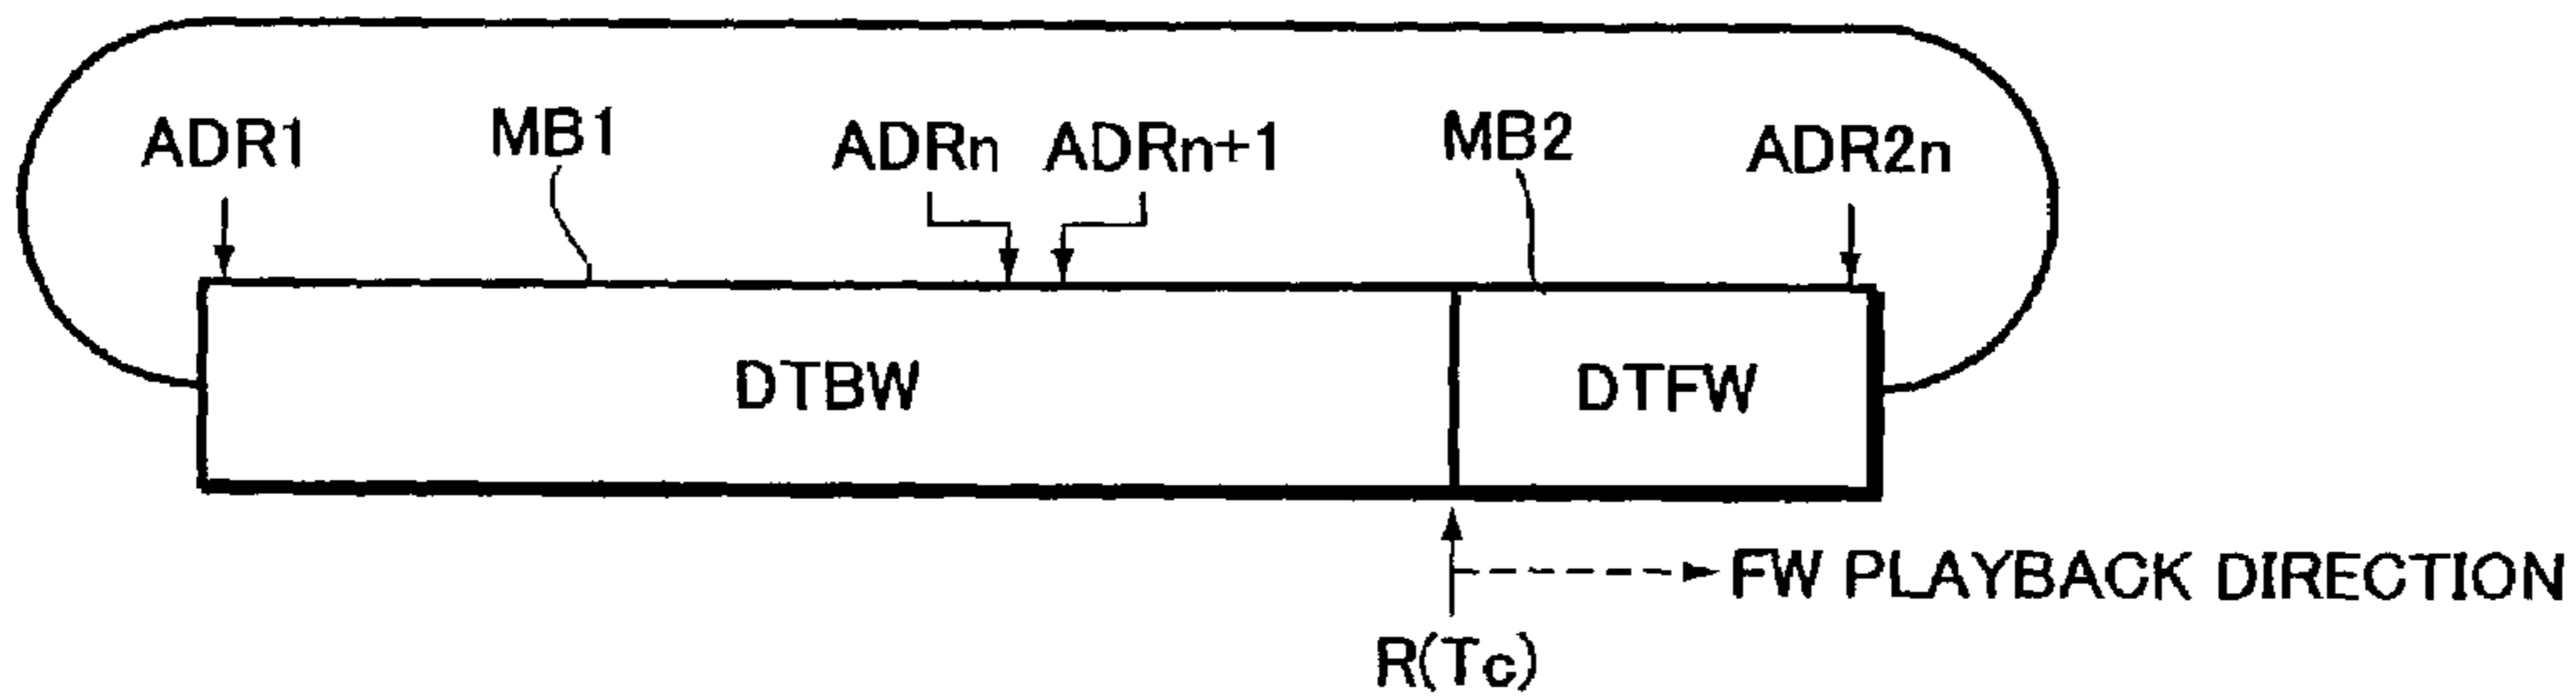 ADR1 MB1 ADRn ADRn+1 MB2 ADR2n
DTBW DTFW
FW PLAYBACK DIRECTION
R(Tc)